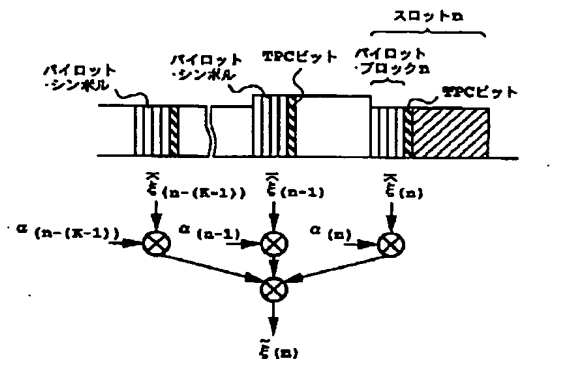 スロットn
パイロット
・シンボル
パイロット
・シンボル
TPCビット
パイロット
・ブロックn
TPCビット
ξ̂(n-(K-1))
ξ̂(n-1)
ξ̂(n)
α(n-(K-1))
α(n-1)
α(n)
ξ̃(n)